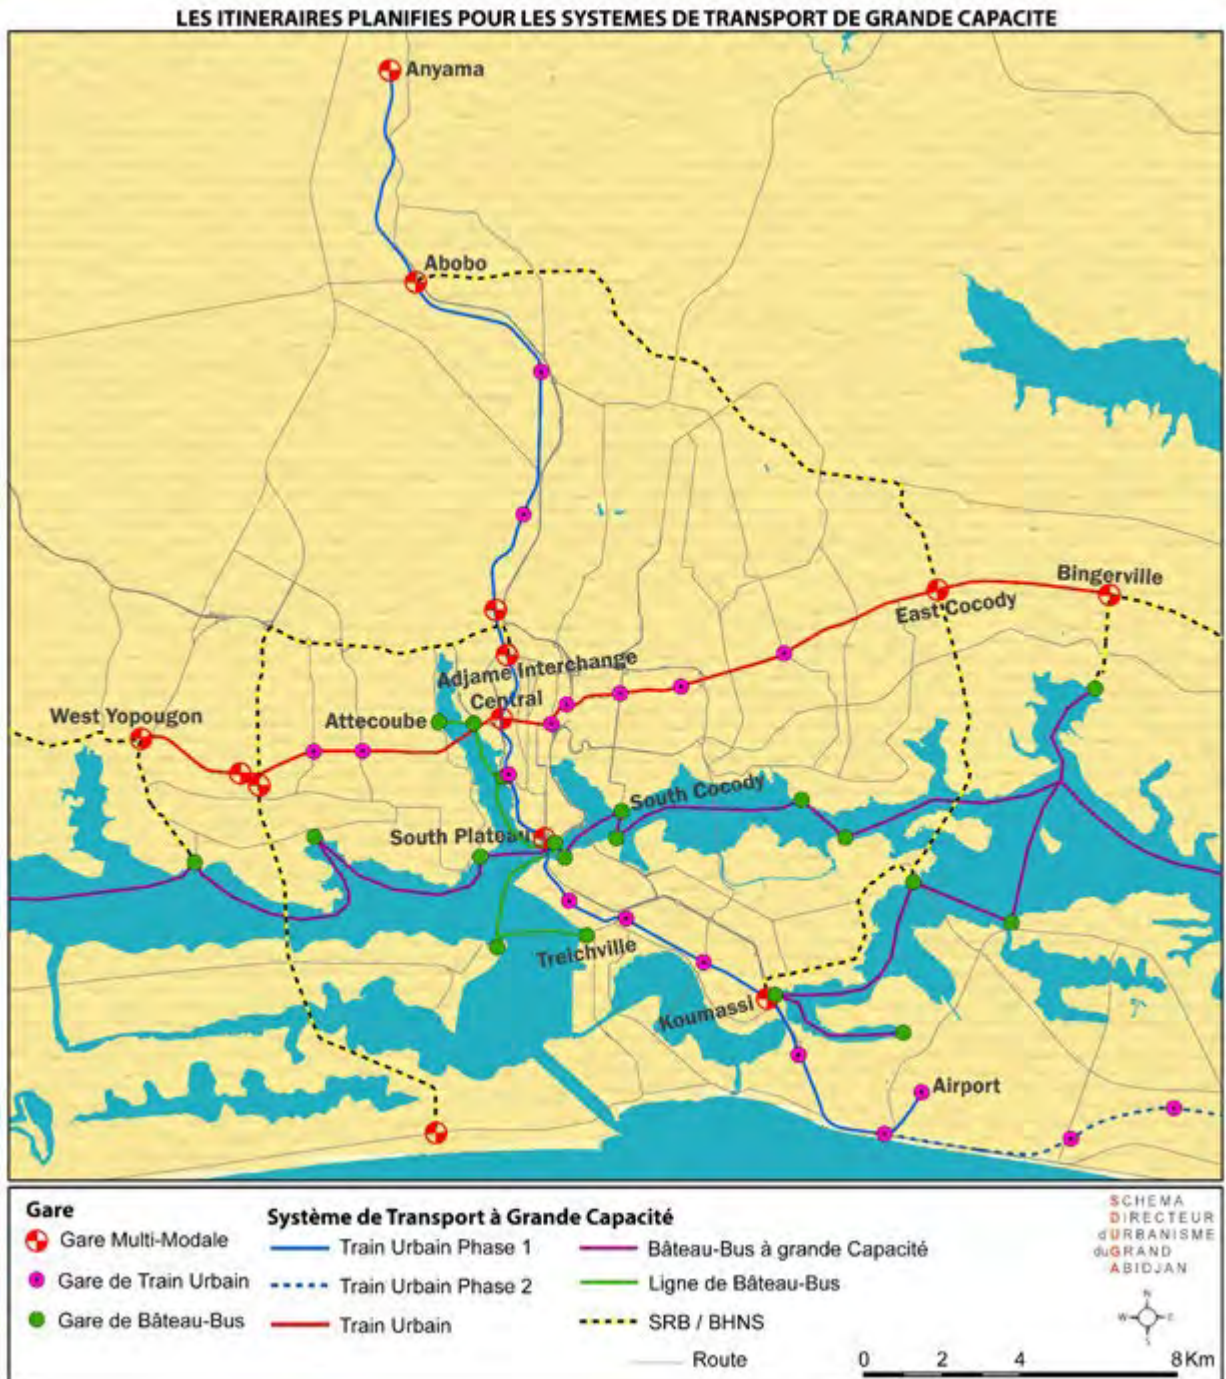 LES ITINERAIRES PLANIFIES POUR LES SYSTEMES DE TRANSPORT DE GRANDE CAPACITE
Anyama
Abobo
Bingerville
East Cocody
Adjame Interchange
Central
West Yopougon
Attecoube
South Cocody
South Plateau
Treichville
Koumassi
Airport
Gare
Gare Multi-Modale
Gare de Train Urbain
Gare de Bâteau-Bus
Système de Transport à Grande Capacité
Train Urbain Phase 1
Train Urbain Phase 2
Train Urbain
Bâteau-Bus à grande Capacité
Ligne de Bâteau-Bus
SRB / BHNS
Route
SCHEMA
DIRECTEUR
dURBANISME
duGRAND
ABIDJAN
N
W E
0 2 4 8 Km